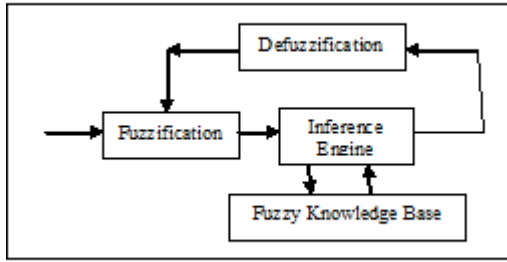 Defuzzification
Fuzzification
Inference
Engine
Fuzzy Knowledge Base